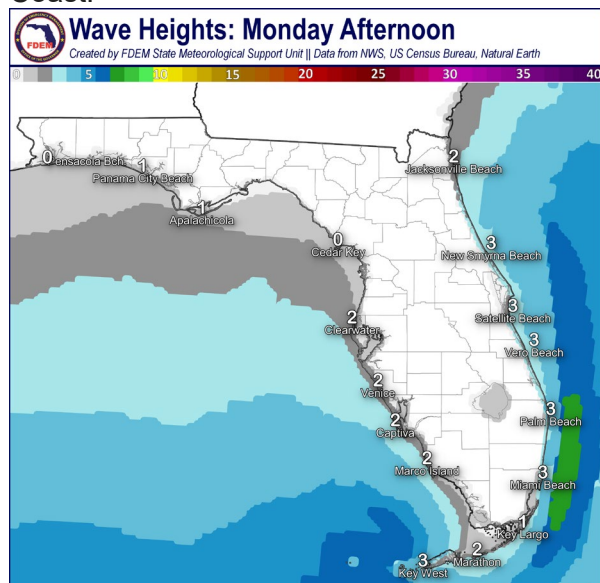 Coast.
Wave Heights: Monday Afternoon
FDEM
Created by FDEM State Meteorological Support Unit || Data from NWS, US Census Bureau, Natural Earth
0 5 10 15 20 25 30 35 40
0
Pensacola Bch
1
Panama City Beach
2
Jacksonville Beach
1
Apalachicola
0
Cedar Key
3
New Smyrna Beach
2
Clearwater
3
Satellite Beach
3
Vero Beach
2
Venice
3
Palm Beach
2
Captiva
2
Marco Island
3
Miami Beach
1
Key Largo
2
Marathon
3
Key West